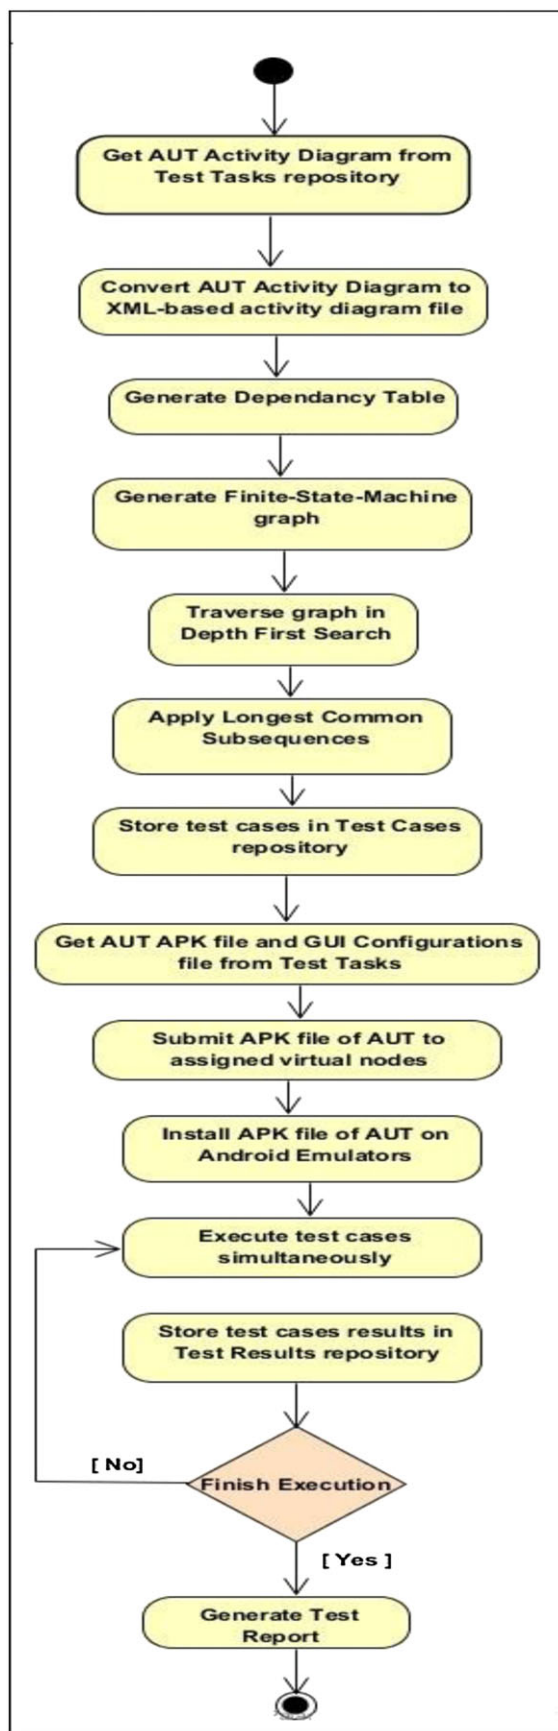 Get AUT Activity Diagram from
Test Tasks repository
Convert AUT Activity Diagram to
XML-based activity diagram file
Generate Dependancy Table
Generate Finite-State-Machine
graph
Traverse graph in
Depth First Search
Apply Longest Common
Subsequences
Store test cases in Test Cases
repository
Get AUT APK file and GUI Configurations
file from Test Tasks
Submit APK file of AUT to
assigned virtual nodes
Install APK file of AUT on
Android Emulators
Execute test cases
simultaneously
Store test cases results in
Test Results repository
[ No]
Finish Execution
[ Yes ]
Generate Test
Report